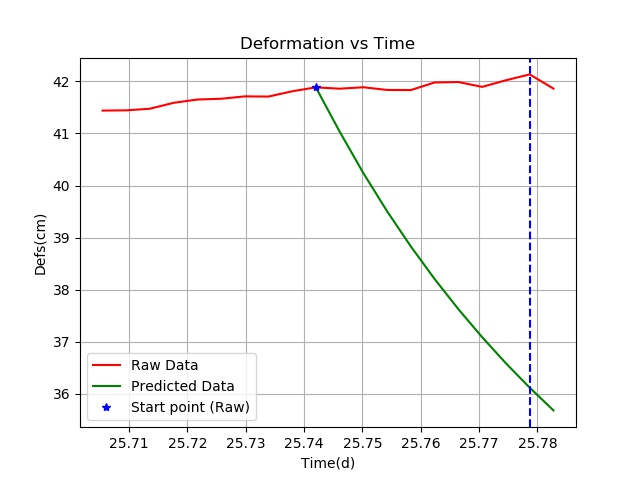 Deformation vs Time
Defs(cm)
42
41
40
39
38
37
36
Raw Data
Predicted Data
Start point (Raw)
25.71 25.72 25.73 25.74 25.75 25.76 25.77 25.78
Time(d)